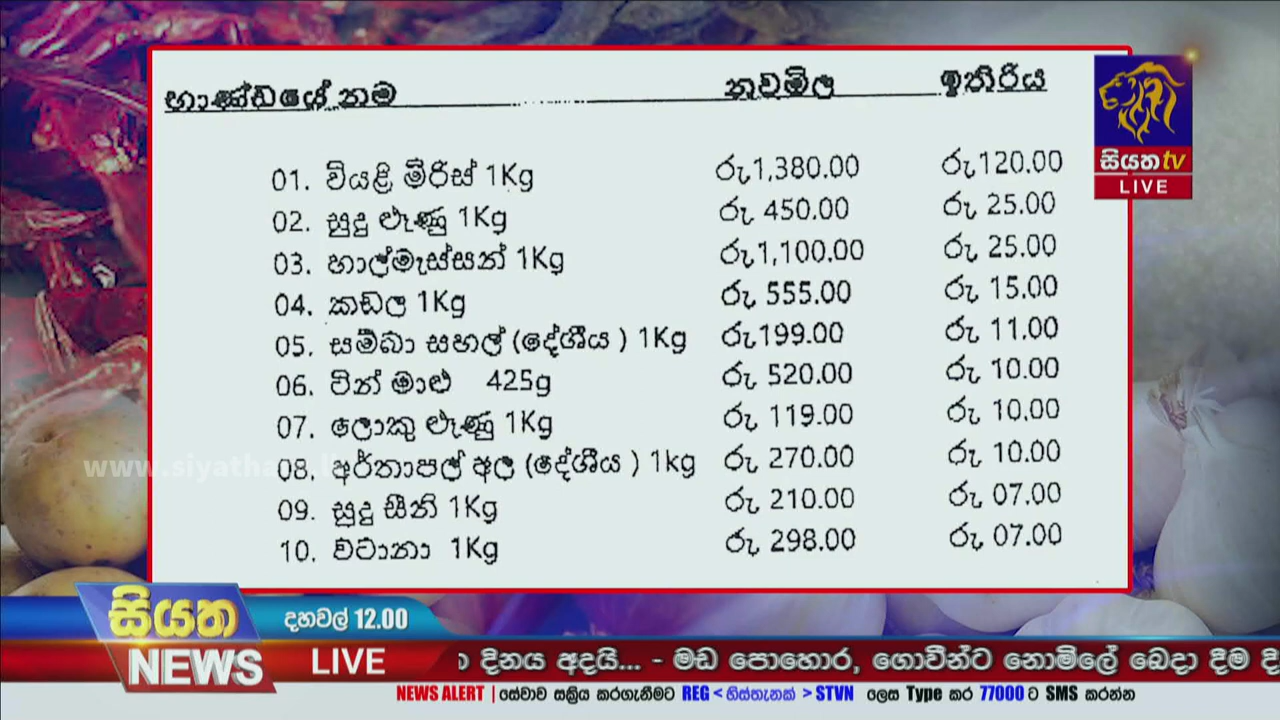 භාණ්ඩයේ නම නවමිල ඉතිරිය
01. වියළි මිරිස් 1Kg රු1,380.00 රු120.00
02. සුදු ළූණු 1Kg රු 450.00 රු 25.00
03. හාල්මැස්සන් 1Kg රු1,100.00 රු 25.00
04. කඩල 1Kg රු 555.00 රු 15.00
05. සම්බා සහල් (දේශීය ) 1Kg රු199.00 රු 11.00
06. ටින් මාළු 425g රු 520.00 රු 10.00
07. ලොකු ළූණු 1Kg රු 119.00 රු 10.00
08. අර්තාපල් අල (දේශීය ) 1kg රු 270.00 රු 10.00
09. සුදු සීනි 1Kg රු 210.00 රු 07.00
10. වටානා 1Kg රු 298.00 රු 07.00
සියත tv
LIVE
සියත
NEWS
දහවල් 12.00
LIVE
දිනය අදයි... - මඩ පොහොර, ගොවීන්ට නොමිලේ බෙදා දීම
NEWS ALERT | සේවාව සක්‍රිය කරගැනීමට REG < හිස්තැනක් > STVN ලෙස Type කර 77000 ට SMS කරන්න